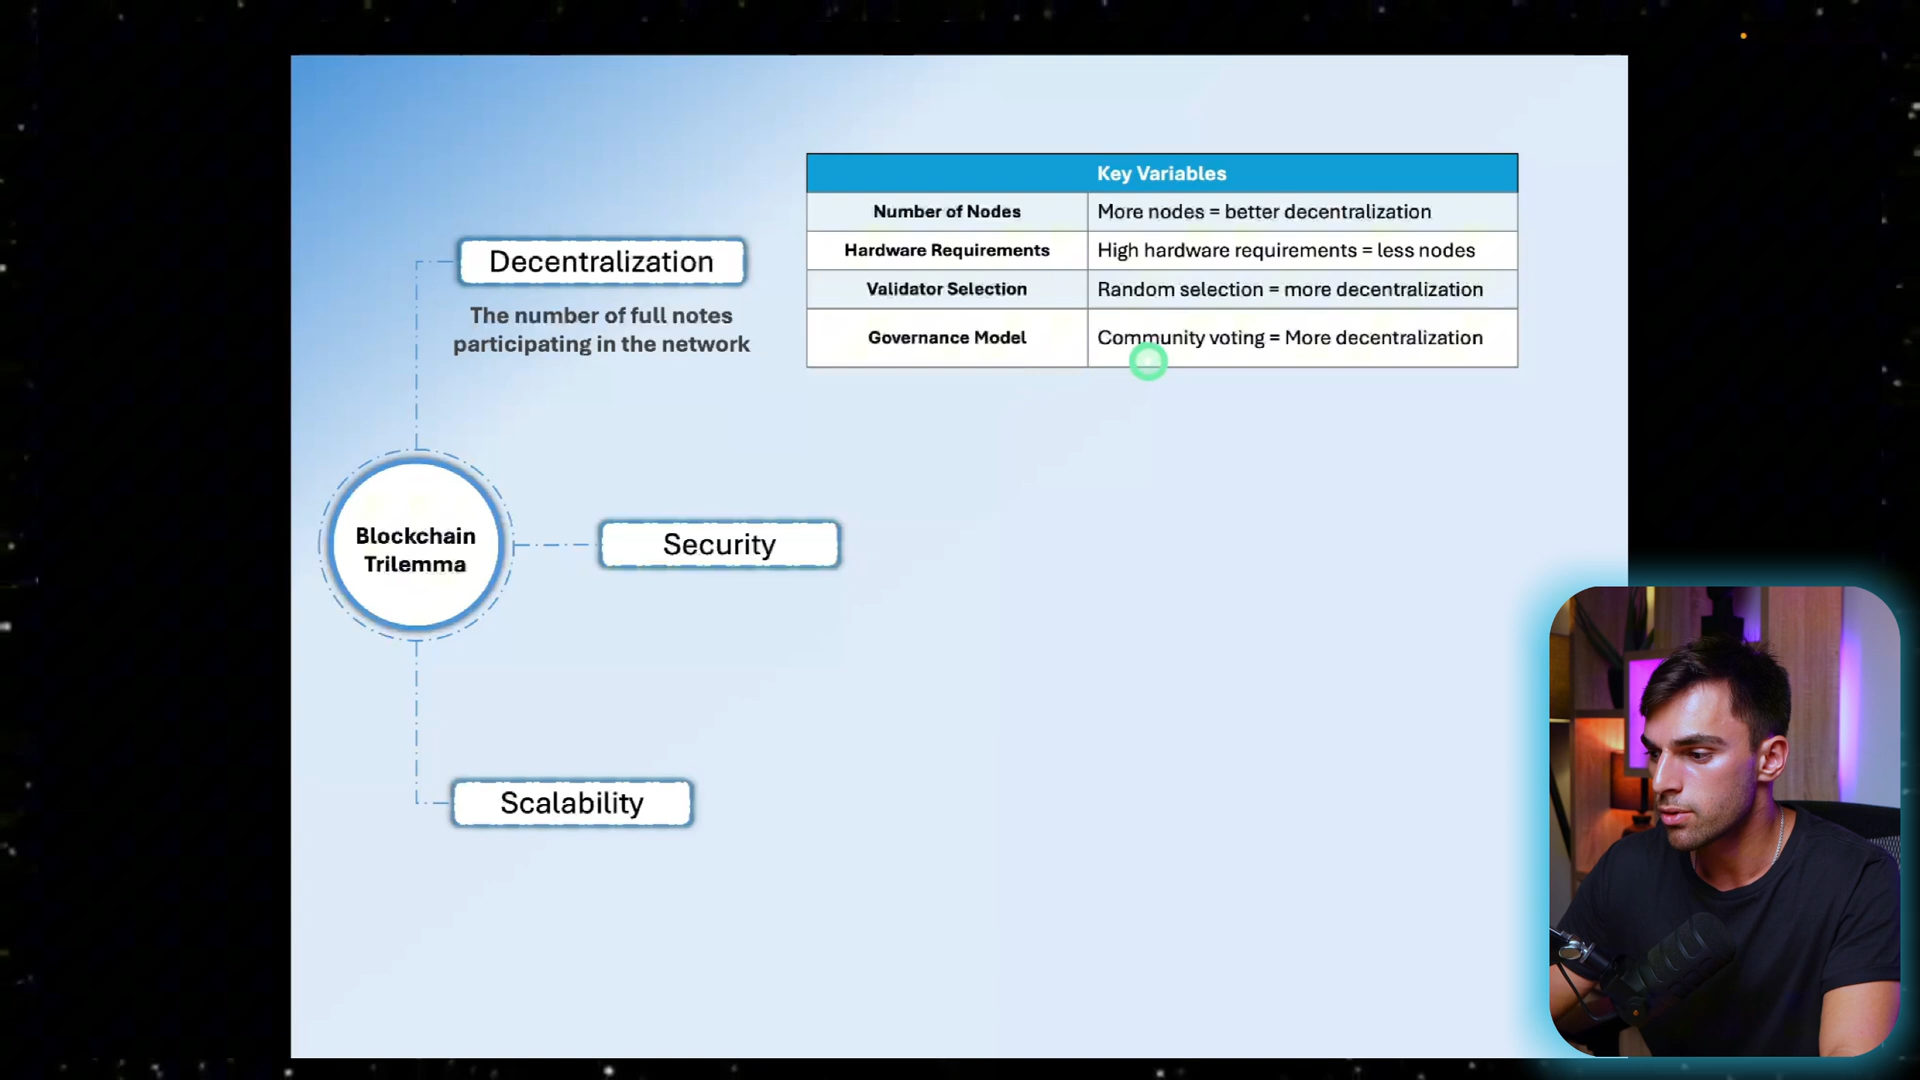 Key Variables
Number of Nodes More nodes = better decentralization
Hardware Requirements High hardware requirements = less nodes
Validator Selection Random selection = more decentralization
Governance Model Community voting = More decentralization
Decentralization
The number of full notes
participating in the network
Blockchain
Trilemma
Security
Scalability